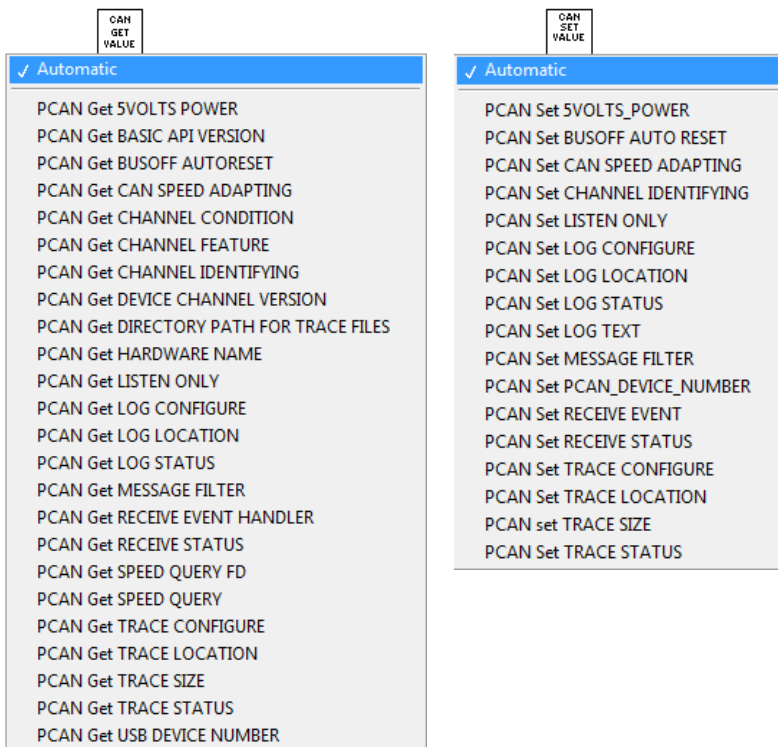 CAN
GET
VALUE
✓ Automatic
PCAN Get 5VOLTS POWER
PCAN Get BASIC API VERSION
PCAN Get BUSOFF AUTORESET
PCAN Get CAN SPEED ADAPTING
PCAN Get CHANNEL CONDITION
PCAN Get CHANNEL FEATURE
PCAN Get CHANNEL IDENTIFYING
PCAN Get DEVICE CHANNEL VERSION
PCAN Get DIRECTORY PATH FOR TRACE FILES
PCAN Get HARDWARE NAME
PCAN Get LISTEN ONLY
PCAN Get LOG CONFIGURE
PCAN Get LOG LOCATION
PCAN Get LOG STATUS
PCAN Get MESSAGE FILTER
PCAN Get RECEIVE EVENT HANDLER
PCAN Get RECEIVE STATUS
PCAN Get SPEED QUERY FD
PCAN Get SPEED QUERY
PCAN Get TRACE CONFIGURE
PCAN Get TRACE LOCATION
PCAN Get TRACE SIZE
PCAN Get TRACE STATUS
PCAN Get USB DEVICE NUMBER
CAN
SET
VALUE
✓ Automatic
PCAN Set 5VOLTS_POWER
PCAN Set BUSOFF AUTO RESET
PCAN Set CAN SPEED ADAPTING
PCAN Set CHANNEL IDENTIFYING
PCAN Set LISTEN ONLY
PCAN Set LOG CONFIGURE
PCAN Set LOG LOCATION
PCAN Set LOG STATUS
PCAN Set LOG TEXT
PCAN Set MESSAGE FILTER
PCAN Set PCAN_DEVICE_NUMBER
PCAN Set RECEIVE EVENT
PCAN Set RECEIVE STATUS
PCAN Set TRACE CONFIGURE
PCAN Set TRACE LOCATION
PCAN set TRACE SIZE
PCAN Set TRACE STATUS